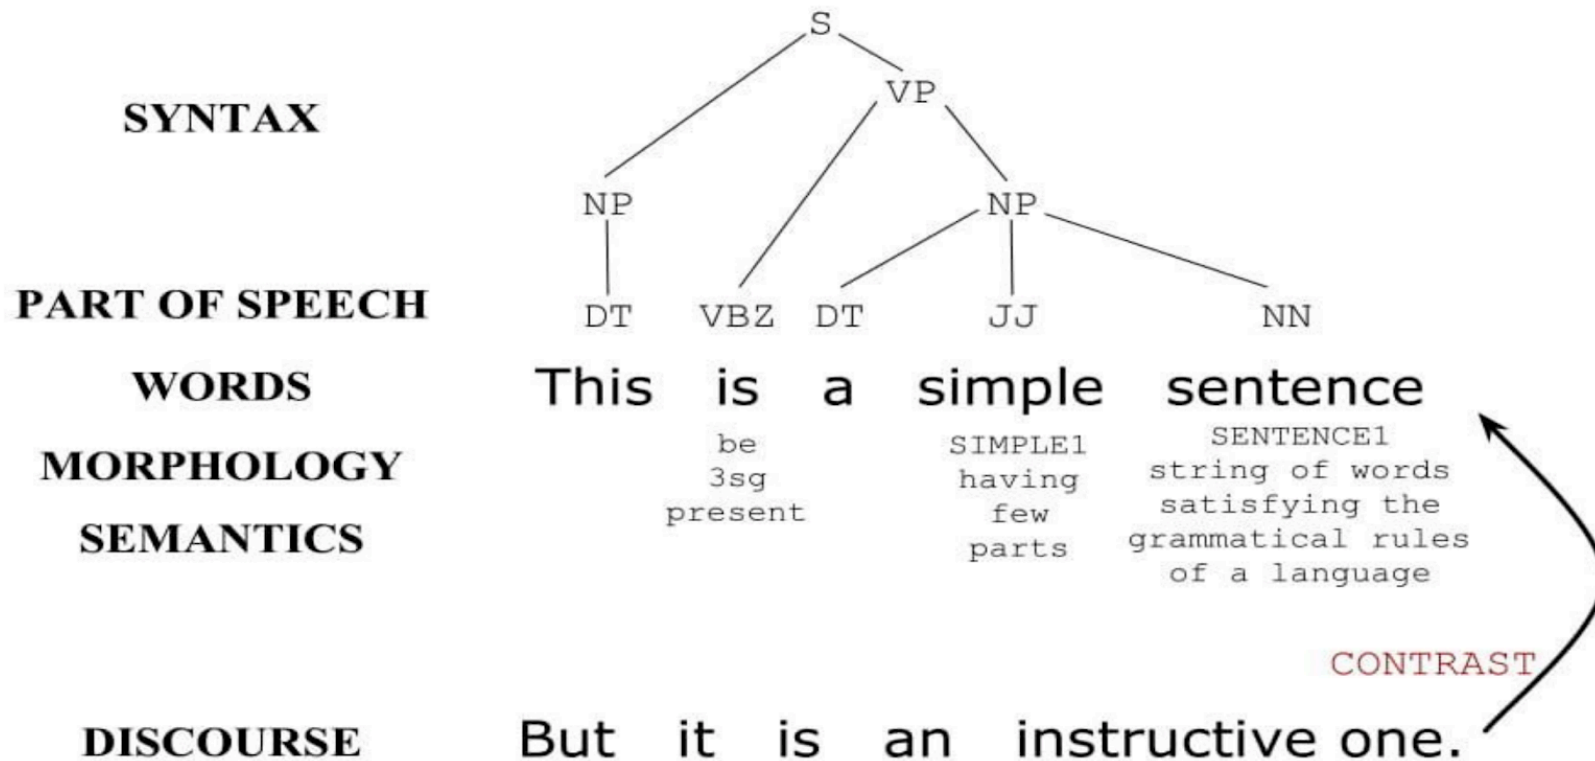 S
VP
SYNTAX
NP NP
PART OF SPEECH DT VBZ DT JJ NN
WORDS This is a simple sentence
be SIMPLE1 SENTENCE1
MORPHOLOGY 3sg having string of words
present few satisfying the
SEMANTICS parts grammatical rules
of a language
CONTRAST
DISCOURSE But it is an instructive one.